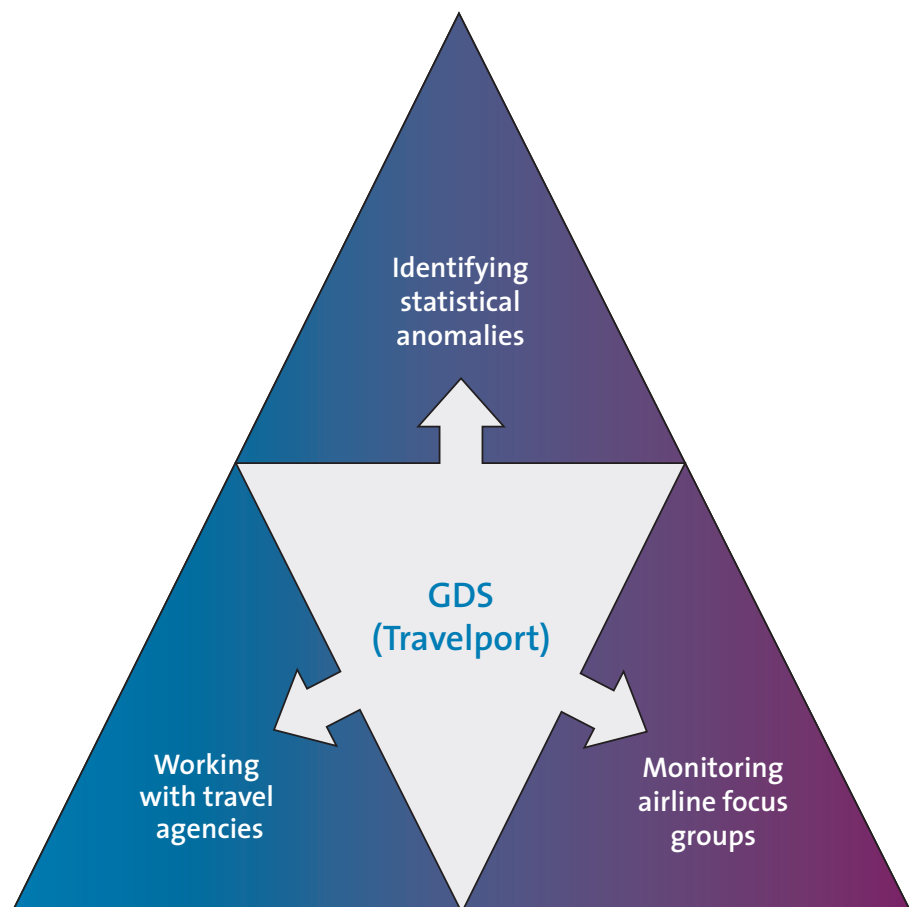 Identifying
statistical
anomalies
GDS
(Travelport)
Working
with travel
agencies
Monitoring
airline focus
groups